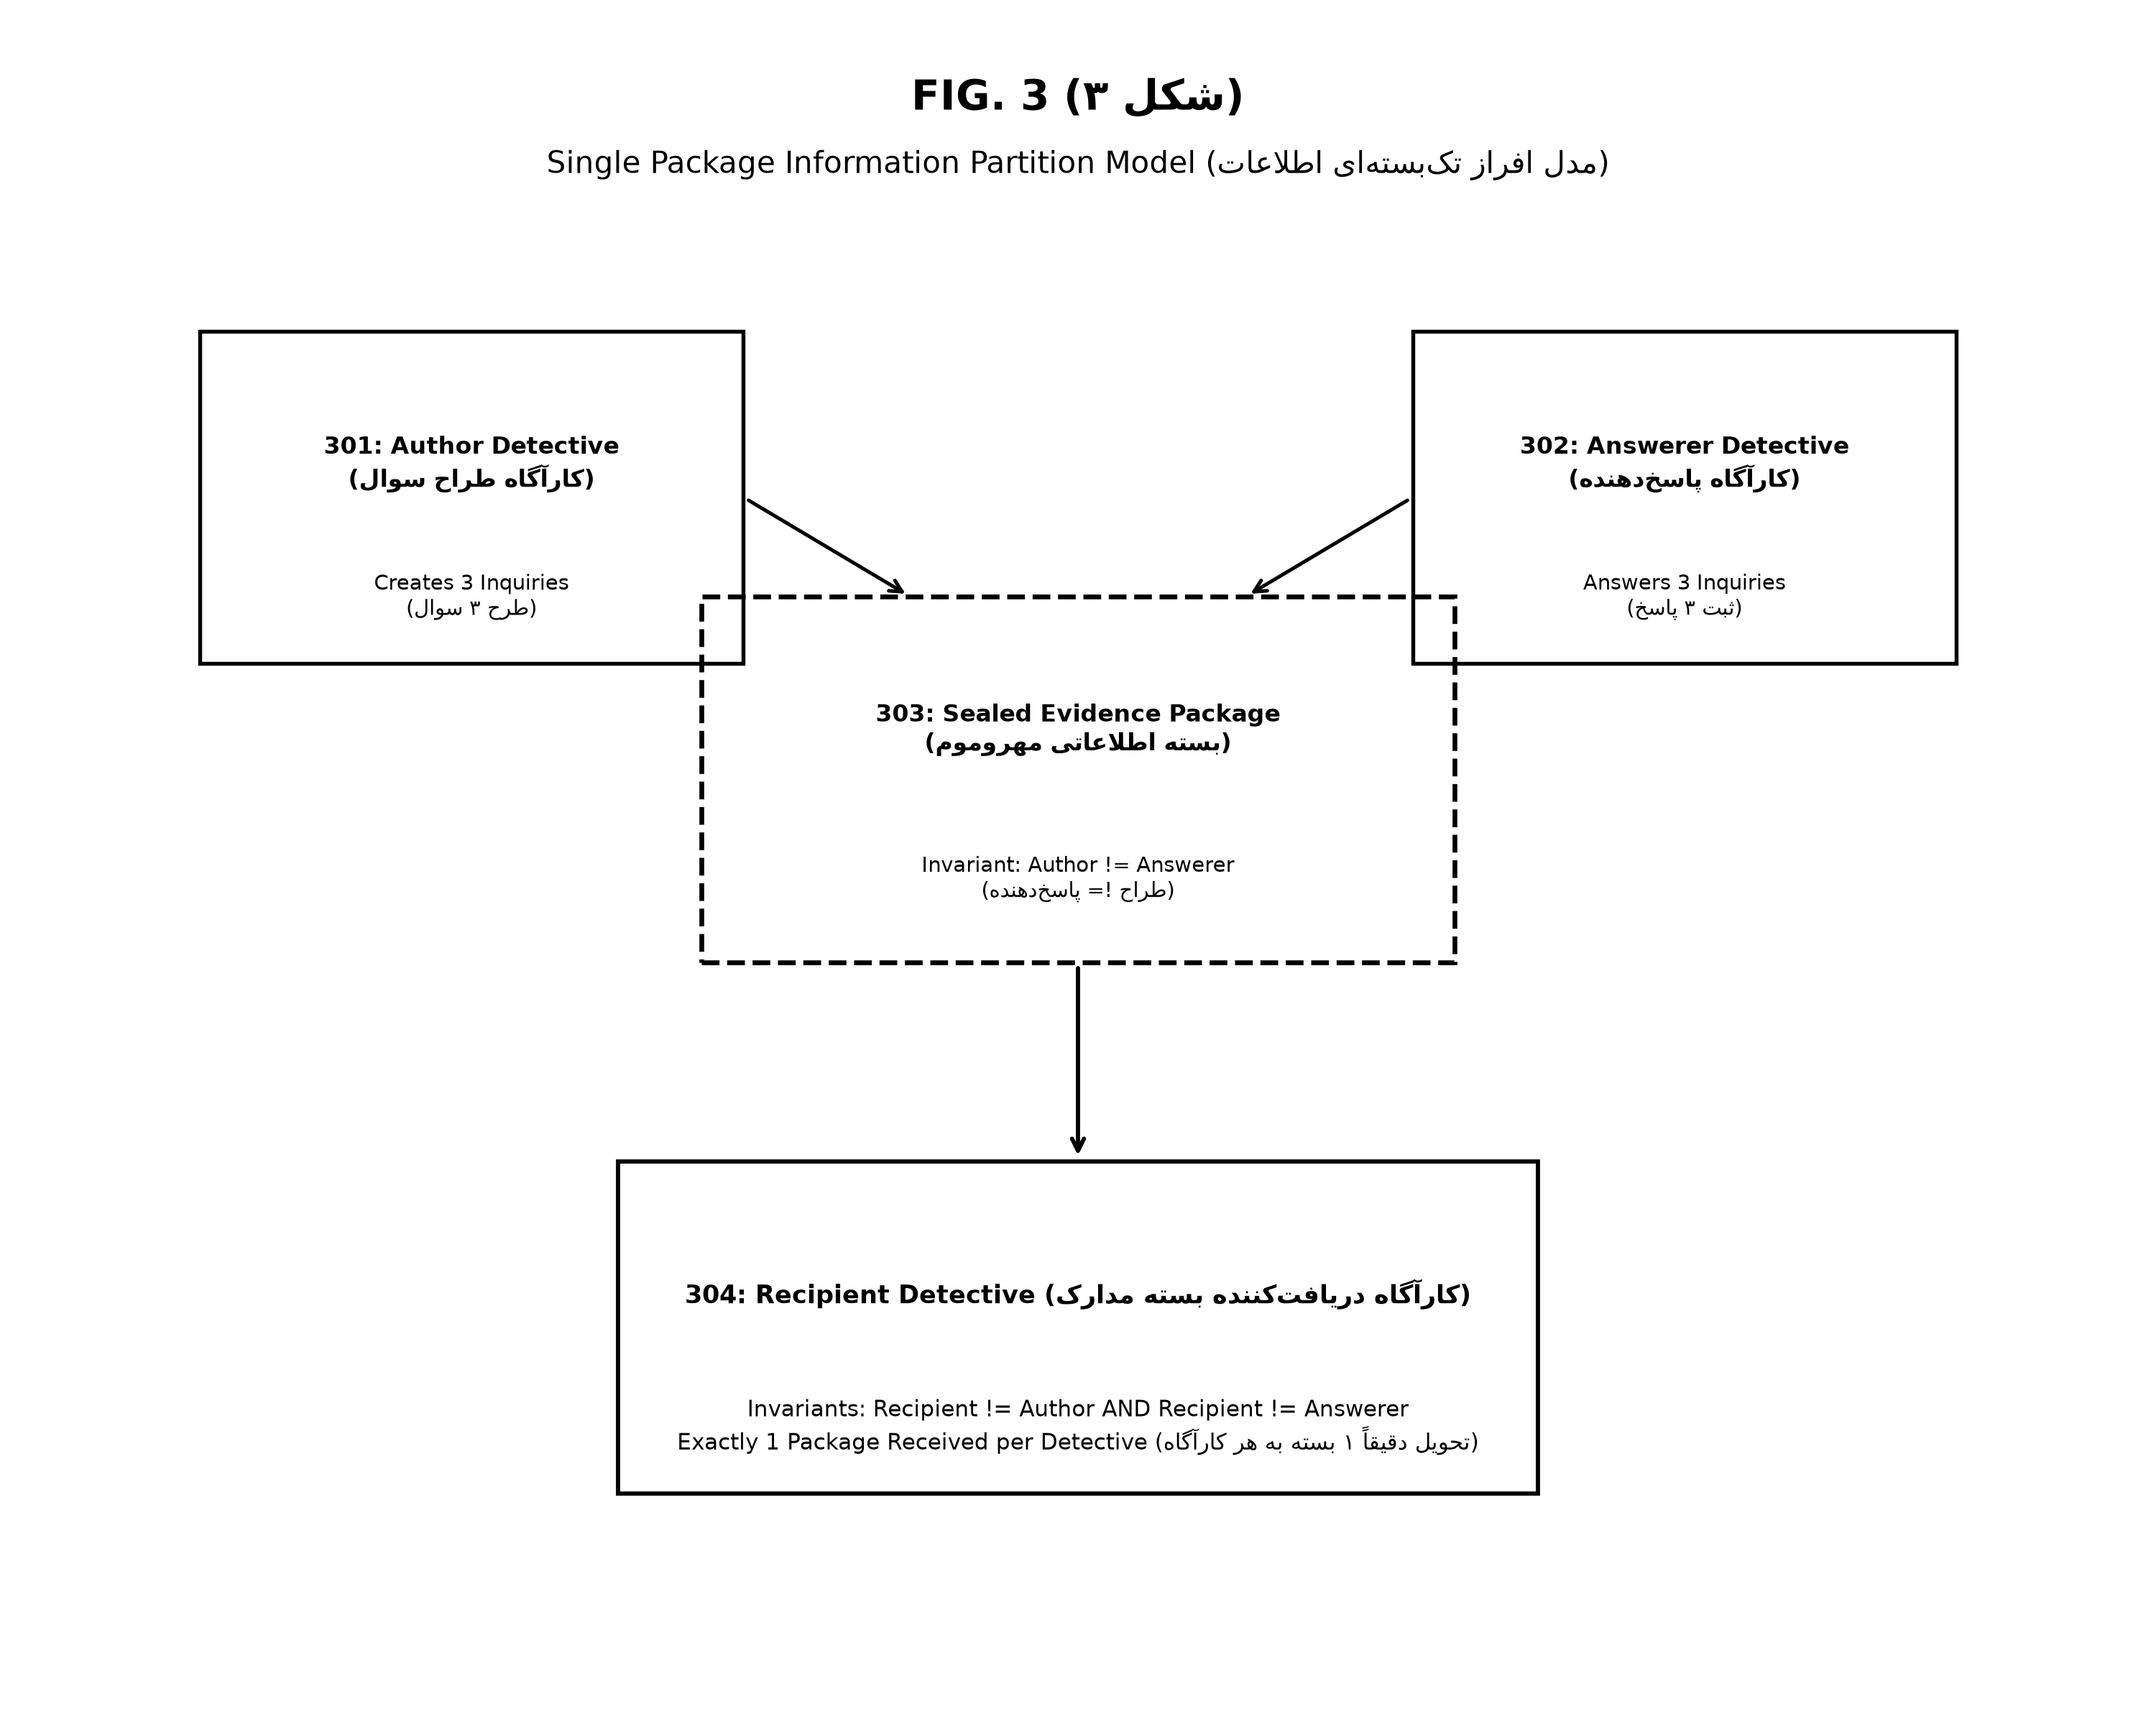 FIG. 3 (شکل ۳)
Single Package Information Partition Model (مدل افراز تک‌بسته‌ای اطلاعات)
301: Author Detective
(کارآگاه طراح سوال)
Creates 3 Inquiries
(طرح ۳ سوال)
302: Answerer Detective
(کارآگاه پاسخ‌دهنده)
Answers 3 Inquiries
(ثبت ۳ پاسخ)
303: Sealed Evidence Package
(بسته اطلاعاتی مهروموم)
Invariant: Author != Answerer
(طراح != پاسخ‌دهنده)
304: Recipient Detective (کارآگاه دریافت‌کننده بسته مدارک)
Invariants: Recipient != Author AND Recipient != Answerer
Exactly 1 Package Received per Detective (تحویل دقیقاً ۱ بسته به هر کارآگاه)